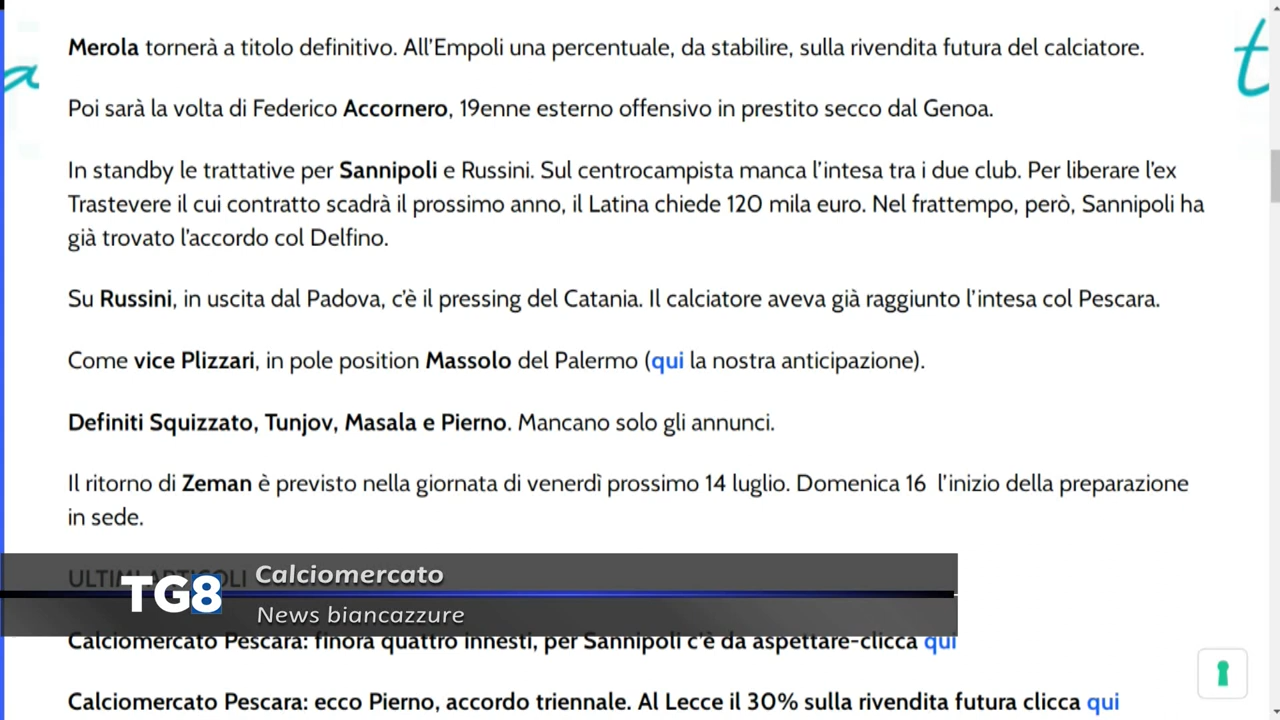 Merola tornerà a titolo definitivo. All'Empoli una percentuale, da stabilire, sulla rivendita futura del calciatore.
Poi sarà la volta di Federico Accornero, 19enne esterno offensivo in prestito secco dal Genoa.
In standby le trattative per Sannipoli e Russini. Sul centrocampista manca l'intesa tra i due club. Per liberare l'ex
Trastevere il cui contratto scadrà il prossimo anno, il Latina chiede 120 mila euro. Nel frattempo, però, Sannipoli ha
già trovato l'accordo col Delfino.
Su Russini, in uscita dal Padova, c'è il pressing del Catania. Il calciatore aveva già raggiunto l'intesa col Pescara.
Come vice Plizzari, in pole position Massolo del Palermo (qui la nostra anticipazione).
Definiti Squizzato, Tunjov, Masala e Pierno. Mancano solo gli annunci.
Il ritorno di Zeman è previsto nella giornata di venerdì prossimo 14 luglio. Domenica 16 l'inizio della preparazione
in sede.
ULTIMI ARTICOLI
TG8
Calciomercato
News biancazzure
Calciomercato Pescara: finora quattro innesti, per Sannipoli c'è da aspettare-clicca qui
Calciomercato Pescara: ecco Pierno, accordo triennale. Al Lecce il 30% sulla rivendita futura clicca qui